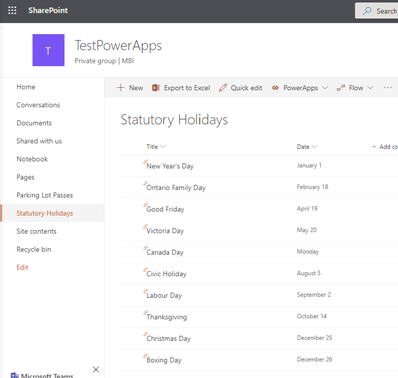 SharePoint
Search
T
TestPowerApps
Private group | MBI
Home
Conversations
Documents
Shared with us
Notebook
Pages
Parking Lot Passes
Statutory Holidays
Site contents
Recycle bin
Edit
Microsoft Teams
+ New Export to Excel Quick edit PowerApps Flow ...
Statutory Holidays
Title Date + Add co
New Year's Day January 1
Ontario Family Day February 18
Good Friday April 19
Victoria Day May 20
Canada Day Monday
Civic Holiday August 5
Labour Day September 2
Thanksgiving October 14
Christmas Day December 25
Boxing Day December 26